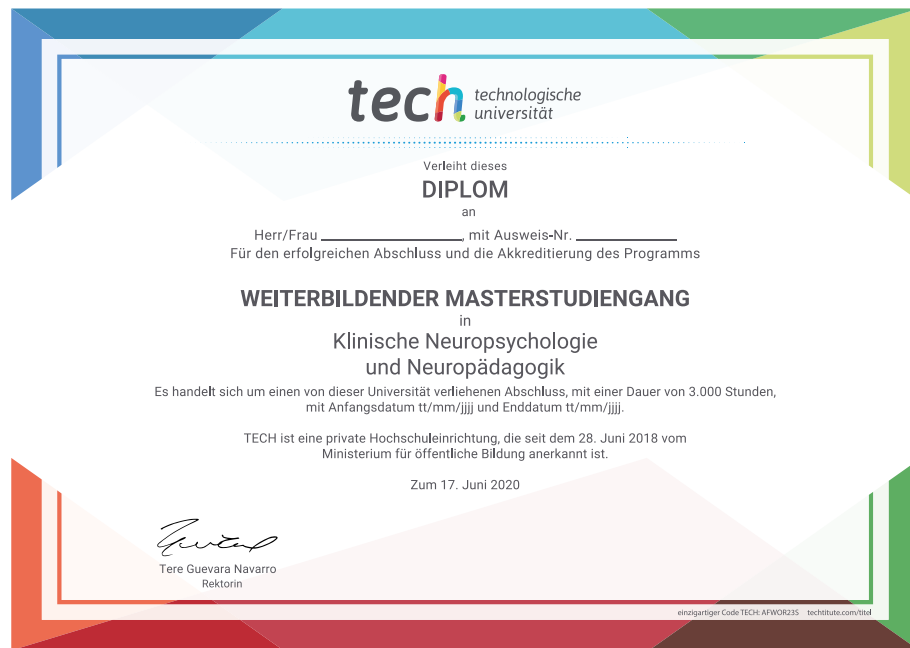 tech technologische
universität
Verleiht dieses
DIPLOM
an
Herr/Frau ____________, mit Ausweis-Nr. ____________
Für den erfolgreichen Abschluss und die Akkreditierung des Programms
WEITERBILDENDER MASTERSTUDIENGANG
in
Klinische Neuropsychologie
und Neuropädagogik
Es handelt sich um einen von dieser Universität verliehenen Abschluss, mit einer Dauer von 3.000 Stunden,
mit Anfangsdatum tt/mm/jjjj und Enddatum tt/mm/jjjj.
TECH ist eine private Hochschuleinrichtung, die seit dem 28. Juni 2018 vom
Ministerium für öffentliche Bildung anerkannt ist.
Zum 17. Juni 2020
Tere Guevara Navarro
Rektorin
einzigartiger Code TECH: AFWOR23S techtitute.com/titel